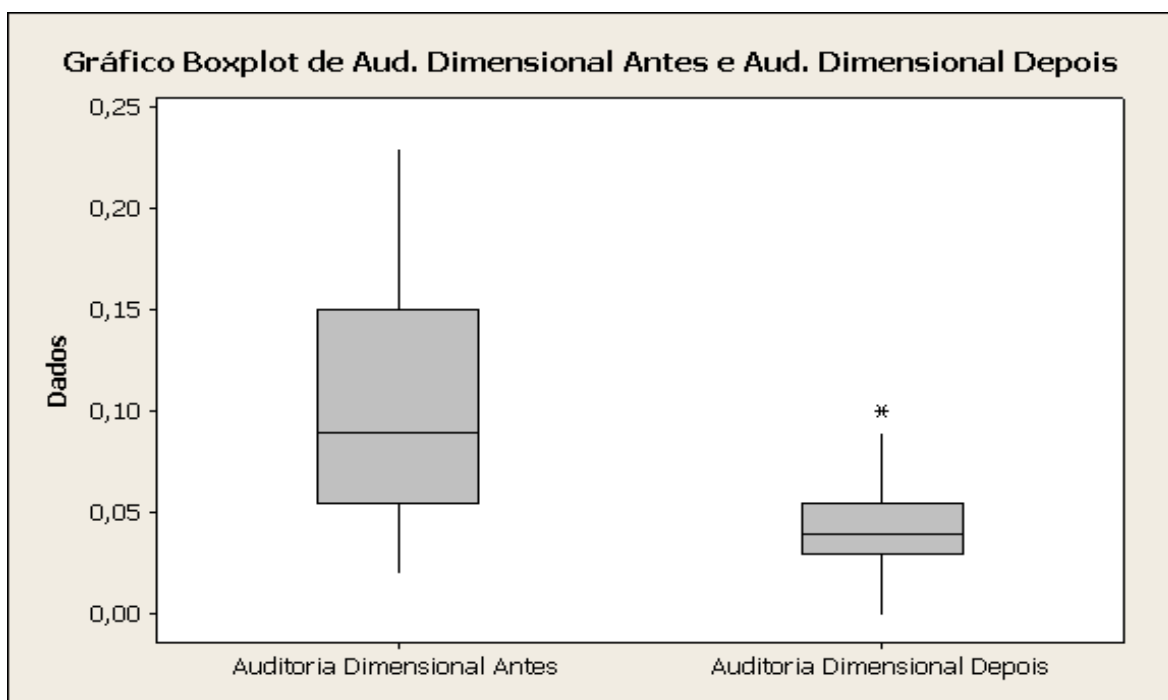 Gráfico Boxplot de Aud. Dimensional Antes e Aud. Dimensional Depois
0,25
0,20
0,15
0,10
0,05
0,00
Dados
Auditoria Dimensional Antes
Auditoria Dimensional Depois